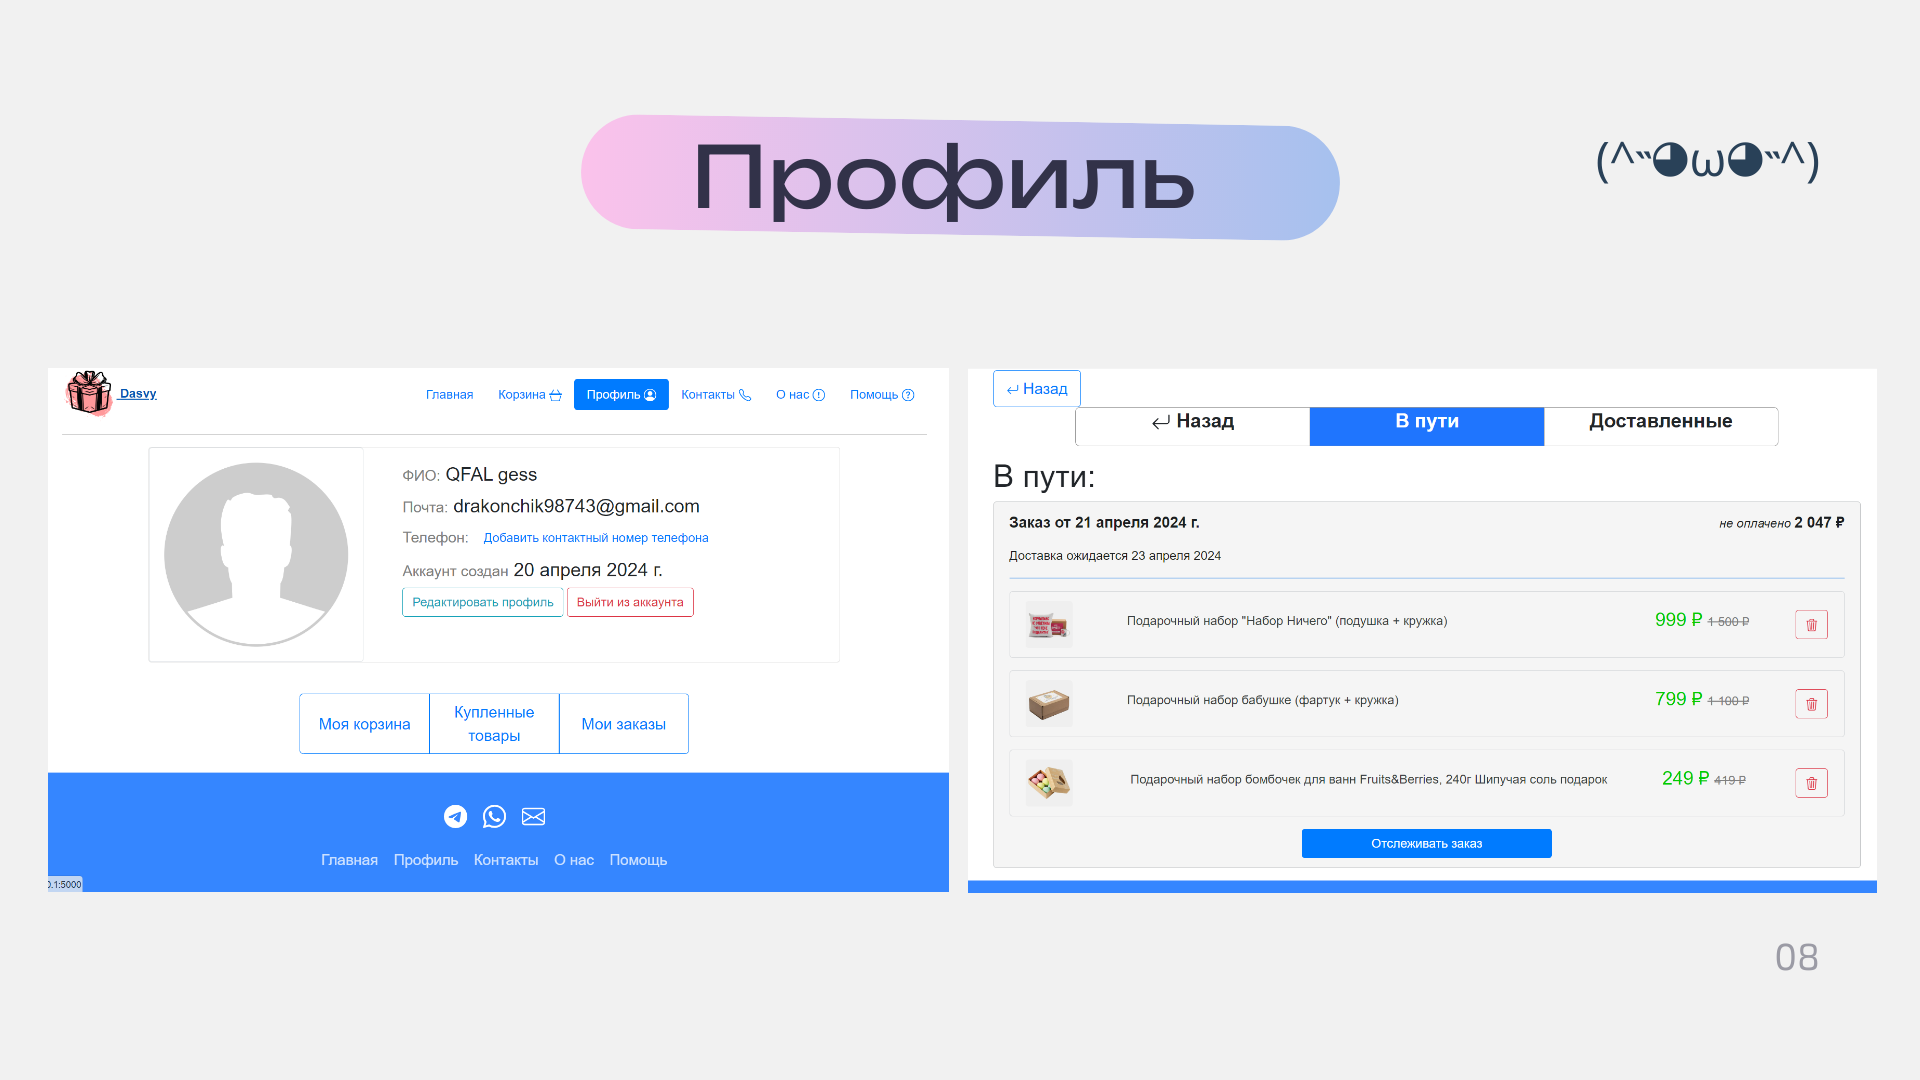 Профиль
(^˵◕ω◕˵^)
Dasvy
Главная Корзина Профиль Контакты О нас Помощь
ФИО: QFAL gess
Почта: drakonchik98743@gmail.com
Телефон: Добавить контактный номер телефона
Аккаунт создан 20 апреля 2024 г.
Редактировать профиль Выйти из аккаунта
Моя корзина
Купленные
товары
Мои заказы
Главная Профиль Контакты О нас Помощь
0.1:5000
Назад
Назад В пути Доставленные
В пути:
Заказ от 21 апреля 2024 г. не оплачено 2 047 ₽
Доставка ожидается 23 апреля 2024
Подарочный набор "Набор Ничего" (подушка + кружка) 999 ₽ 1 500 ₽
Подарочный набор бабушке (фартук + кружка) 799 ₽ 1 100 ₽
Подарочный набор бомбочек для ванн Fruits&Berries, 240г Шипучая соль подарок 249 ₽ 419 ₽
Отслеживать заказ
08